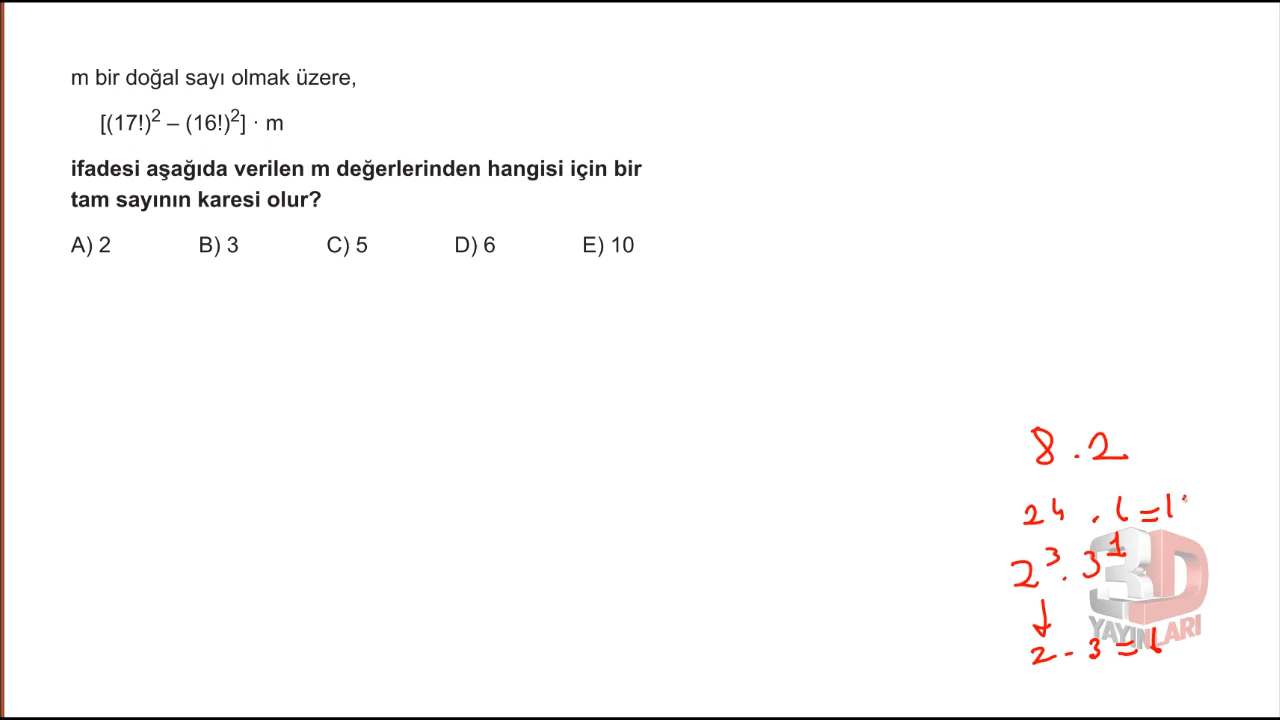 m bir doğal sayı olmak üzere,
[(17!)² – (16!)²] · m
ifadesi aşağıda verilen m değerlerinden hangisi için bir
tam sayının karesi olur?
A) 2 B) 3 C) 5 D) 6 E) 10
8 . 2
24 . 6 = 1
2³ . 3¹
↓
2 - 3 = 6
3D
YAYINLARI